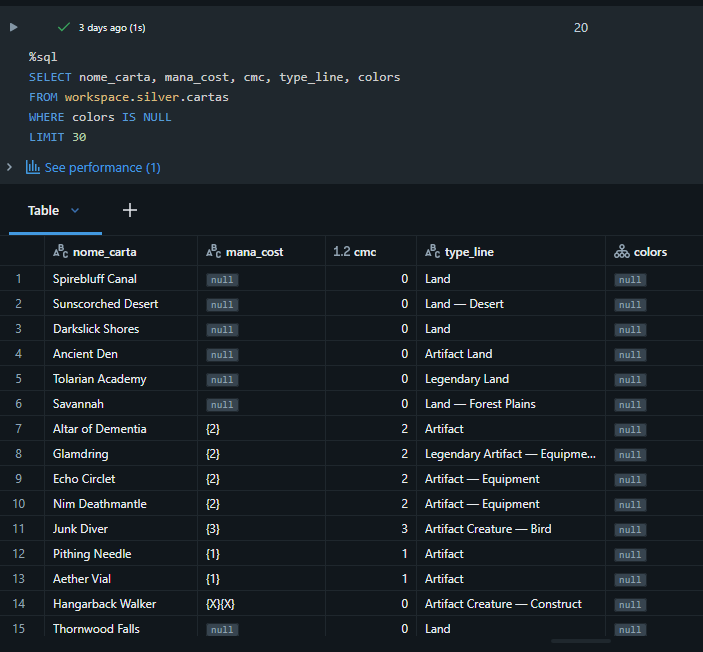 3 days ago (1s)
20
%sql
SELECT nome_carta, mana_cost, cmc, type_line, colors
FROM workspace.silver.cartas
WHERE colors IS NULL
LIMIT 30
See performance (1)
Table
nome_carta mana_cost 1.2 cmc type_line colors
1 Spirebluff Canal null 0 Land null
2 Sunscorched Desert null 0 Land — Desert null
3 Darkslick Shores null 0 Land null
4 Ancient Den null 0 Artifact Land null
5 Tolarian Academy null 0 Legendary Land null
6 Savannah null 0 Land — Forest Plains null
7 Altar of Dementia {2} 2 Artifact null
8 Glamdring {2} 2 Legendary Artifact — Equipme... null
9 Echo Circlet {2} 2 Artifact — Equipment null
10 Nim Deathmantle {2} 2 Artifact — Equipment null
11 Junk Diver {3} 3 Artifact Creature — Bird null
12 Pithing Needle {1} 1 Artifact null
13 Aether Vial {1} 1 Artifact null
14 Hangarback Walker {X}{X} 0 Artifact Creature — Construct null
15 Thornwood Falls null 0 Land null